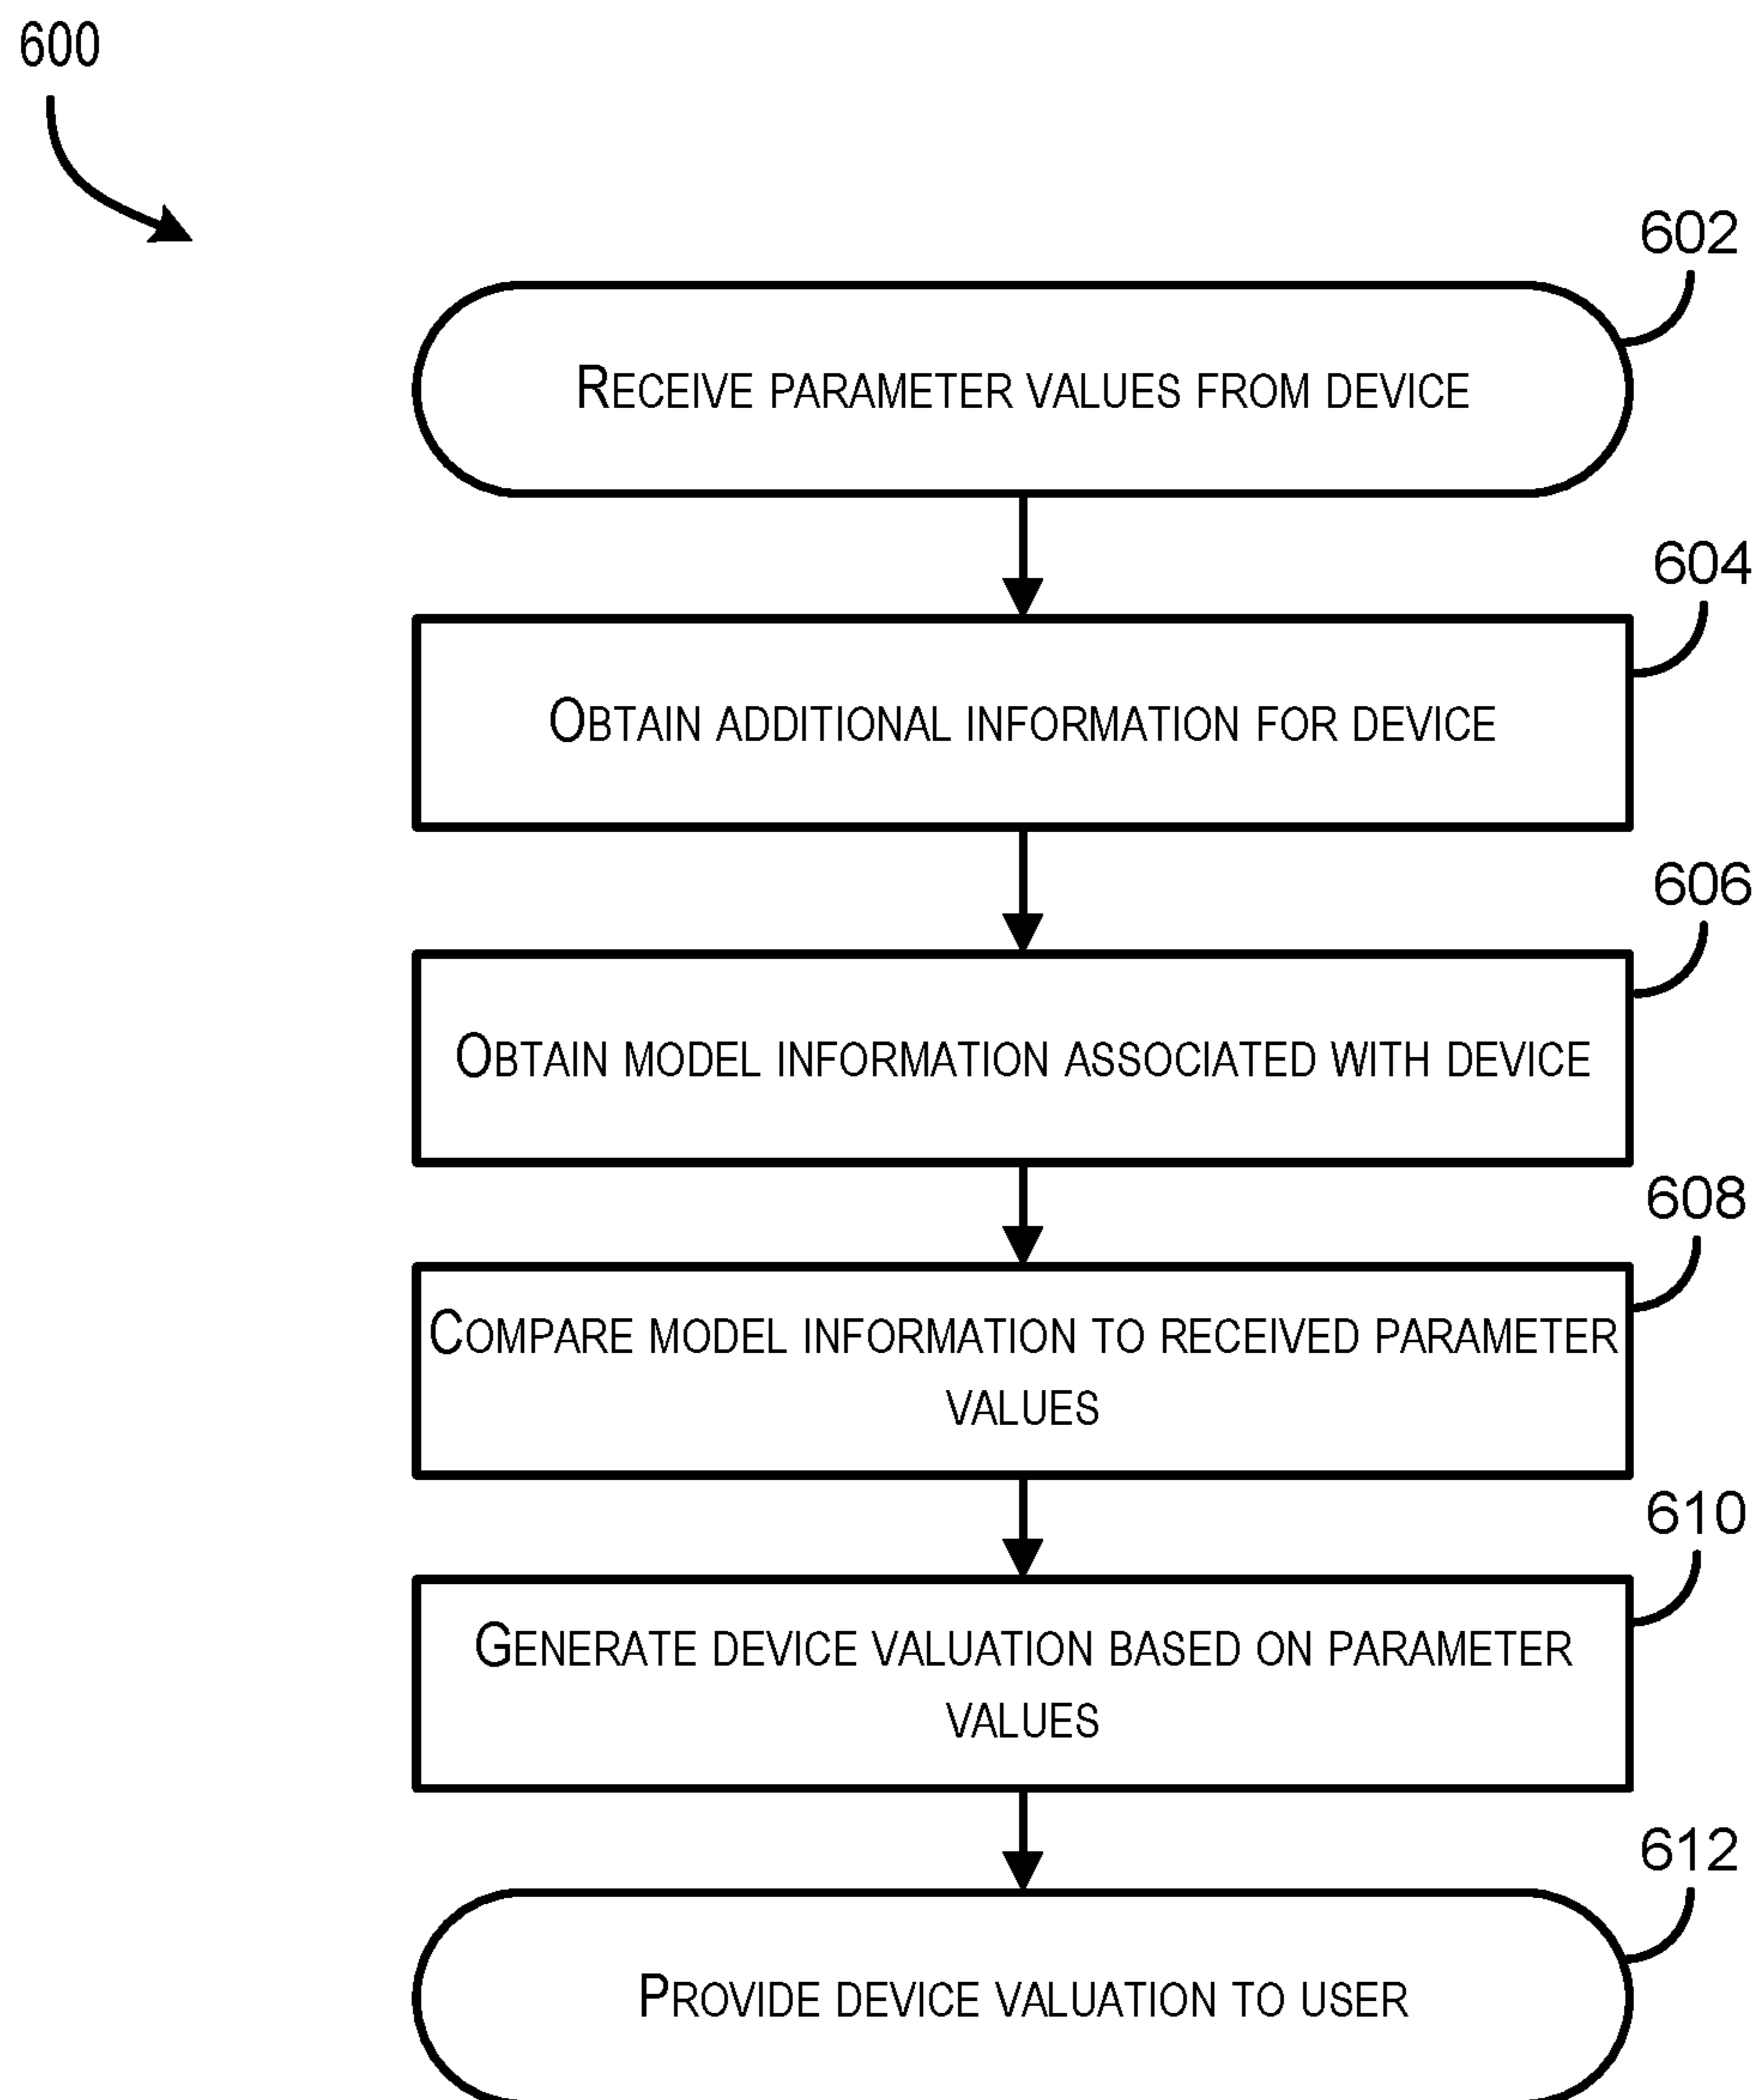 600
602
RECEIVE PARAMETER VALUES FROM DEVICE
604
OBTAIN ADDITIONAL INFORMATION FOR DEVICE
606
OBTAIN MODEL INFORMATION ASSOCIATED WITH DEVICE
608
COMPARE MODEL INFORMATION TO RECEIVED PARAMETER
VALUES
610
GENERATE DEVICE VALUATION BASED ON PARAMETER
VALUES
612
PROVIDE DEVICE VALUATION TO USER